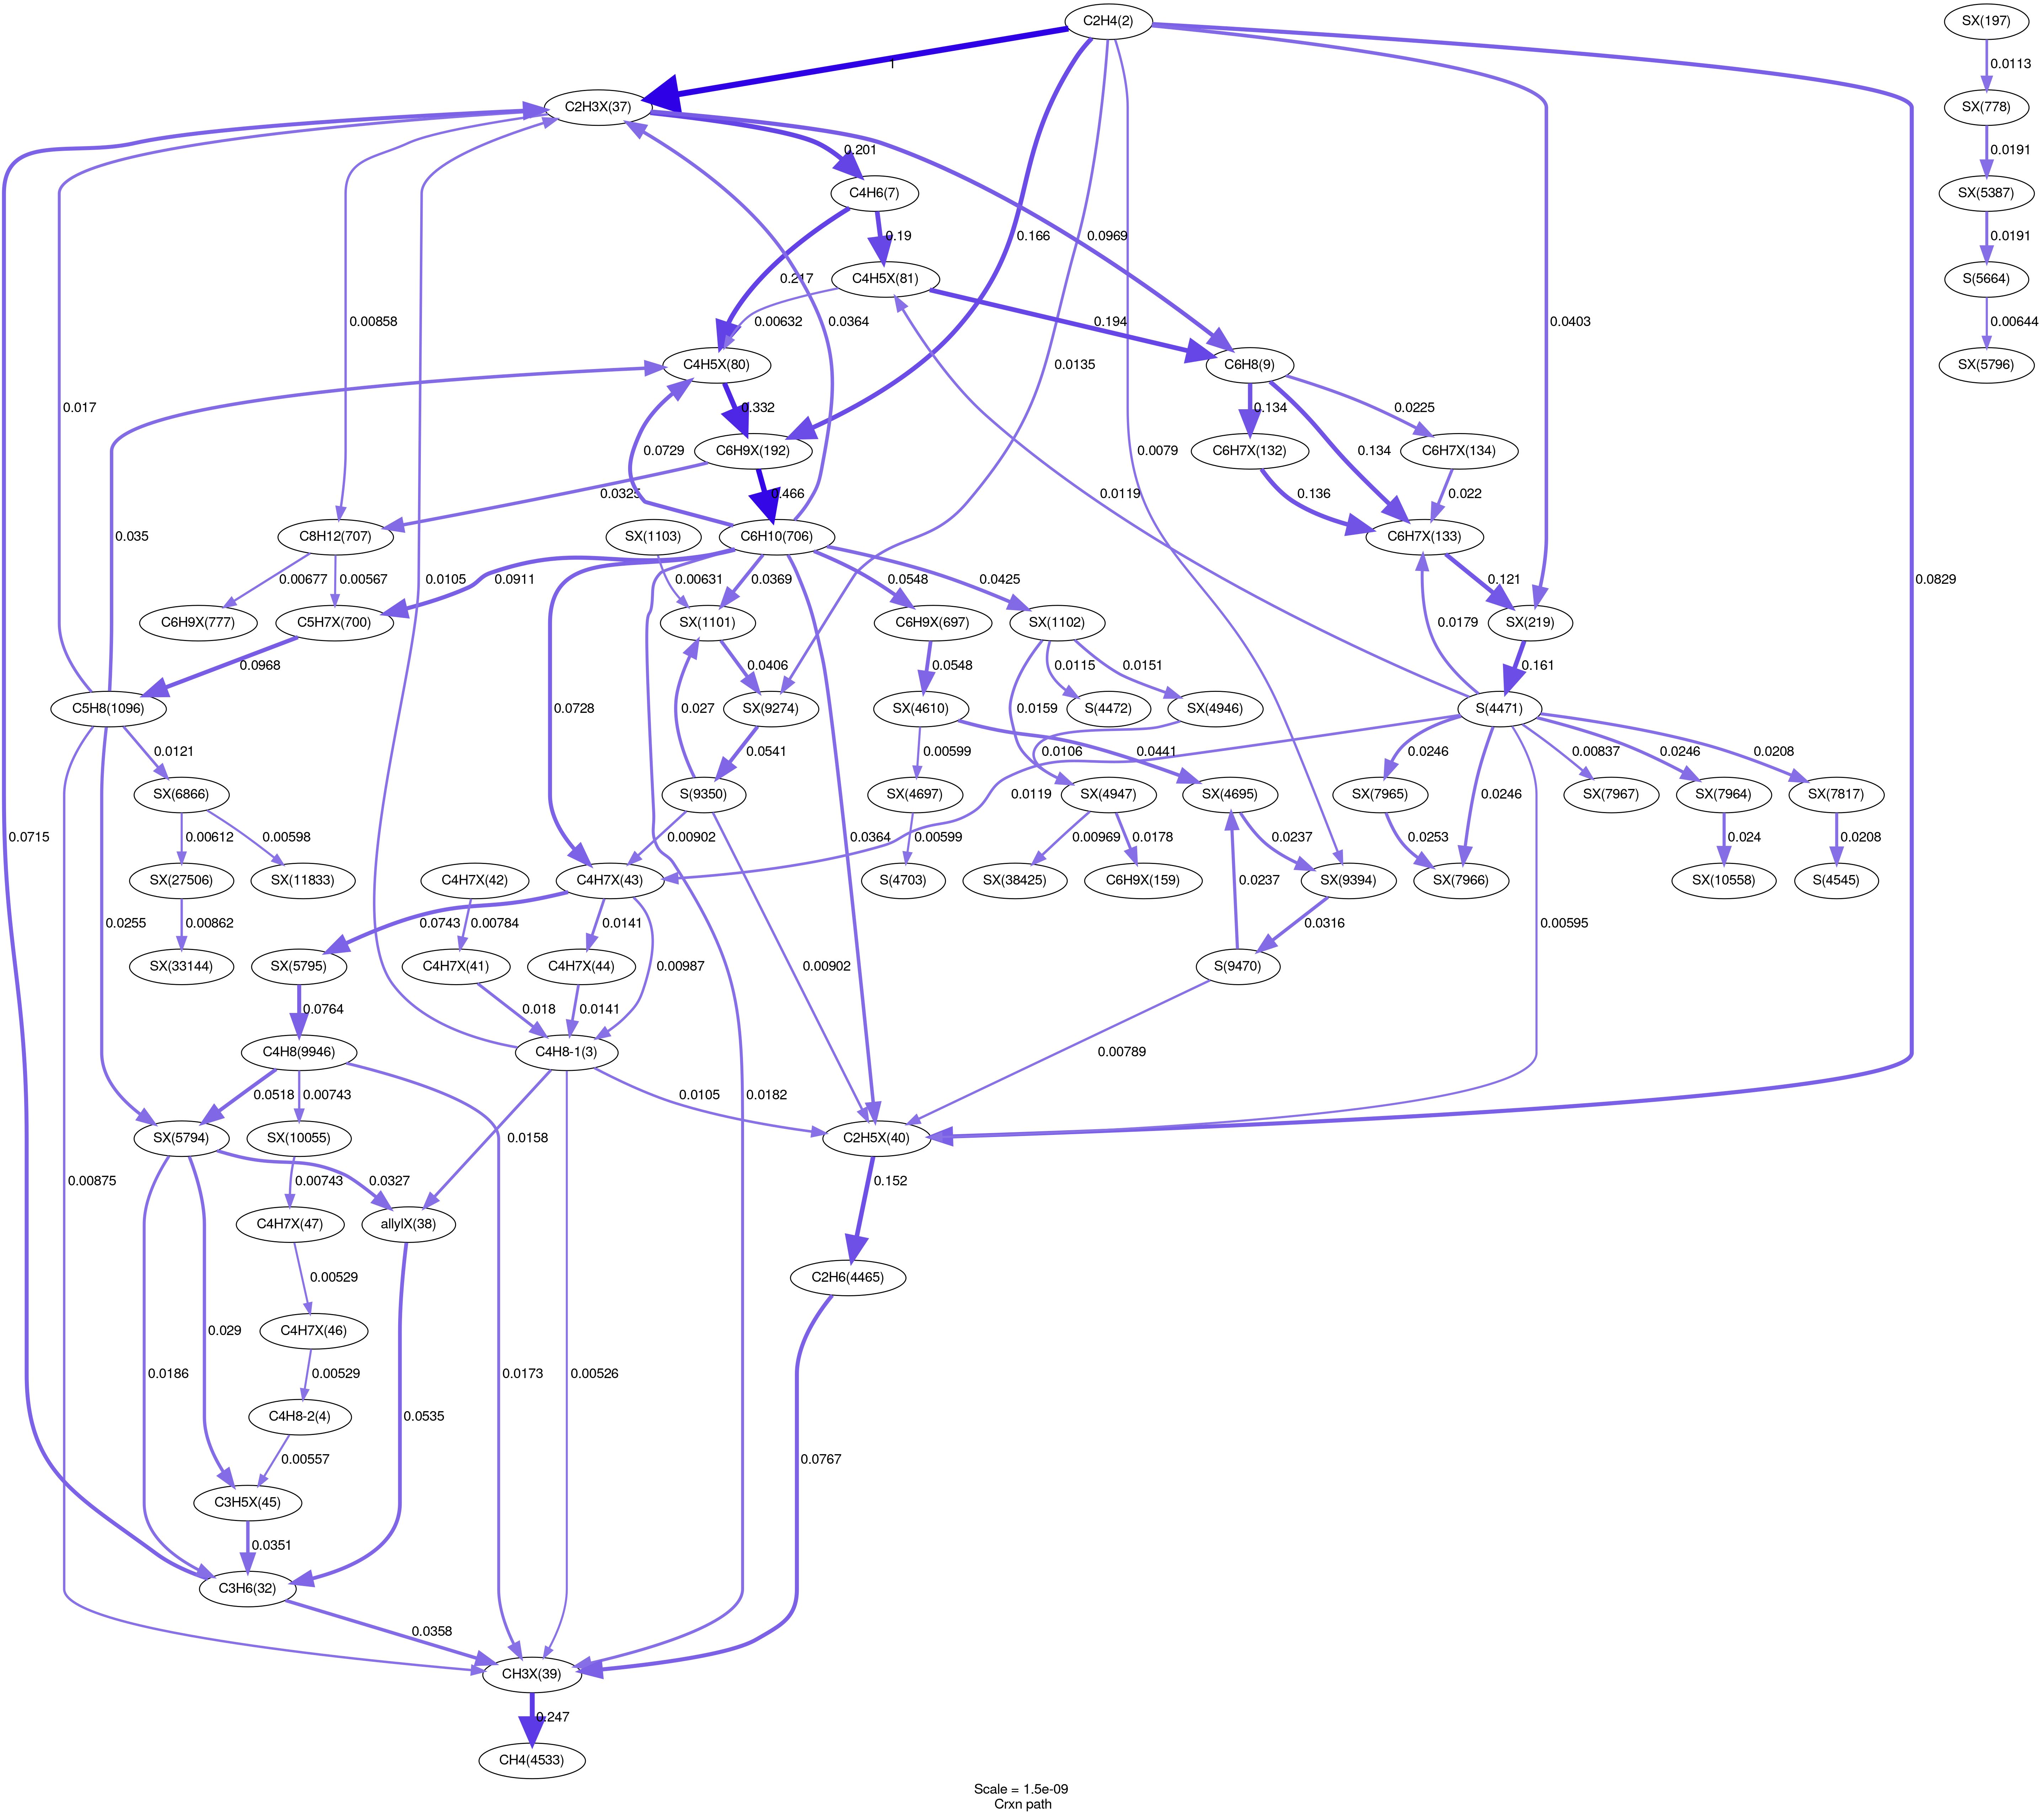 C2H4(2)
SX(197)
1
0.0113
C2H3X(37)
SX(778)
0.201
0.0191
C4H6(7)
SX(5387)
0.19
0.166
0.0969
0.0191
0.217
C4H5X(81)
S(5664)
0.00858
0.00632
0.0364
0.194
0.0403
0.00644
C4H5X(80)
C6H8(9)
0.0135
SX(5796)
0.017
0.332
0.134
0.0225
0.0729
C6H9X(192)
0.0079
0.134
C6H7X(132)
C6H7X(134)
0.0325
0.466
0.0119
0.136
0.022
0.035
C8H12(707)
SX(1103)
C6H10(706)
C6H7X(133)
0.00677
0.00567
0.0105
0.0911
0.00631
0.0369
0.0548
0.0425
0.121
0.0829
C6H9X(777)
C5H7X(700)
SX(1101)
C6H9X(697)
SX(1102)
SX(219)
0.0968
0.0406
0.0548
0.0115
0.0151
0.0179
0.161
C5H8(1096)
0.0728
0.027
SX(9274)
SX(4610)
0.0159
S(4472)
SX(4946)
S(4471)
0.0121
0.0541
0.00599
0.0106
0.0441
0.0246
0.00837
0.0246
0.0208
SX(6866)
S(9350)
0.0119
SX(4697)
SX(4947)
SX(4695)
SX(7965)
0.0246
SX(7967)
SX(7964)
SX(7817)
0.0715
0.00612
0.00598
0.00902
0.0364
0.00599
0.00969
0.0178
0.0237
0.0253
0.024
0.0208
SX(27506)
SX(11833)
C4H7X(42)
C4H7X(43)
S(4703)
SX(38425)
C6H9X(159)
SX(9394)
SX(7966)
SX(10558)
S(4545)
0.0255
0.00862
0.0743
0.00784
0.0141
0.0237
0.0316
0.00595
SX(33144)
SX(5795)
C4H7X(41)
C4H7X(44)
0.00987
0.00902
S(9470)
0.0764
0.018
0.0141
C4H8(9946)
C4H8-1(3)
0.00789
0.0518
0.00743
0.0105
0.0182
SX(5794)
SX(10055)
0.0158
C2H5X(40)
0.00875
0.00743
0.0327
0.152
C4H7X(47)
allylX(38)
0.00529
C2H6(4465)
0.029
C4H7X(46)
0.0186
0.00529
0.0173
0.00526
C4H8-2(4)
0.0535
0.00557
0.0767
C3H5X(45)
0.0351
C3H6(32)
0.0358
CH3X(39)
0.247
CH4(4533)
Scale = 1.5e-09
Crxn path